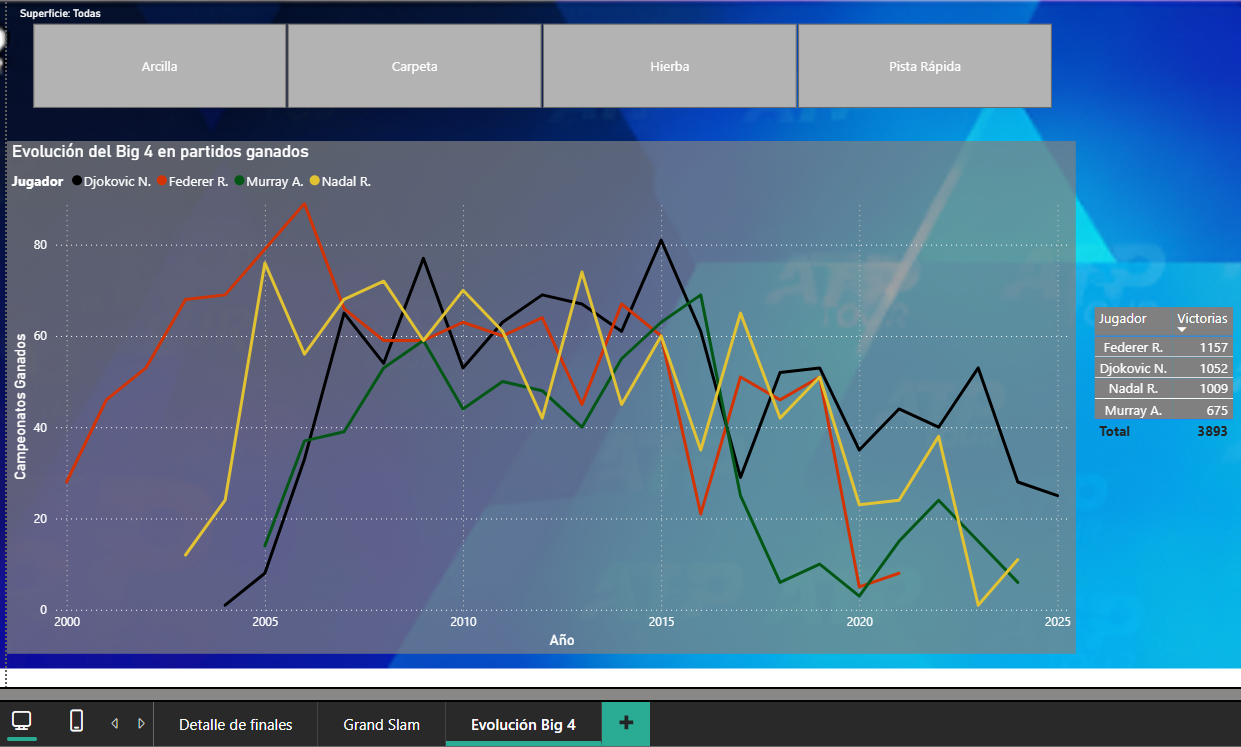 Superficie: Todas
Arcilla
Carpeta
Hierba
Pista Rápida
Evolución del Big 4 en partidos ganados
Jugador Djokovic N. Federer R. Murray A. Nadal R.
Campeonatos Ganados
80
60
40
20
0
2000 2005 2010 2015 2020 2025
Año
Jugador Victorias
Federer R. 1157
Djokovic N. 1052
Nadal R. 1009
Murray A. 675
Total 3893
ATP
TOUR
Detalle de finales
Grand Slam
Evolución Big 4
+